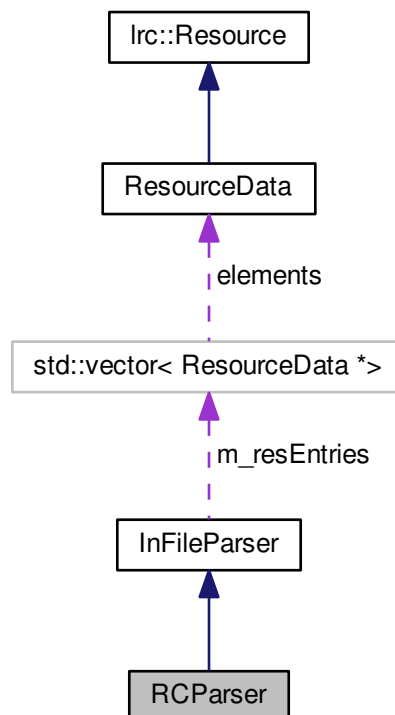 lrc::Resource
ResourceData
elements
std::vector< ResourceData *>
m_resEntries
InFileParser
RCParser